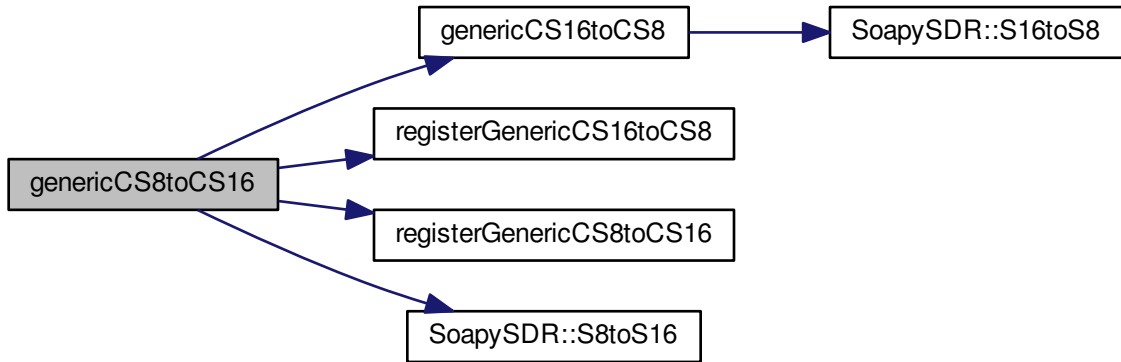 genericCS16toCS8
SoapySDR::S16toS8
registerGenericCS16toCS8
genericCS8toCS16
registerGenericCS8toCS16
SoapySDR::S8toS16